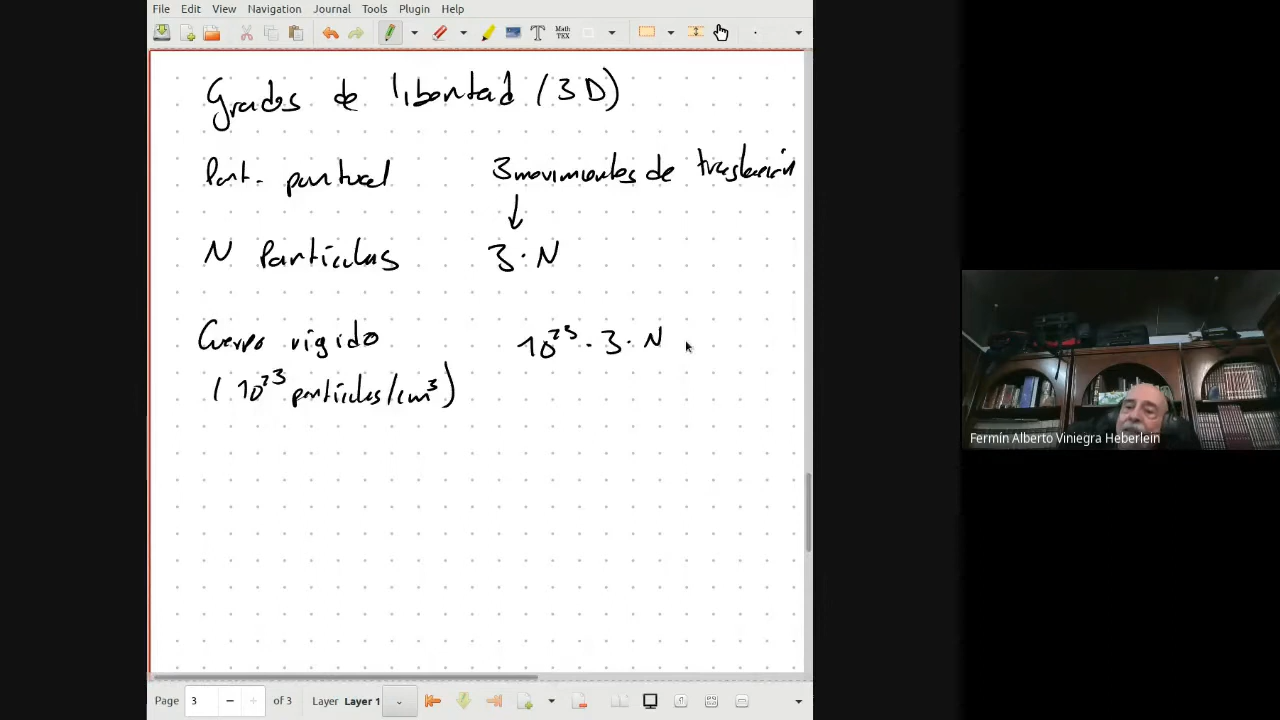 File Edit View Navigation Journal Tools Plugin Help
Math TEX
Grados de libertad (3D)
Part. puntual 3 movimientos de traslación
↓
N Partículas 3 · N
Cuerpo rígido 10²³ · 3 · N
(10²³ partículas/cm³)
Fermín Alberto Viniegra Heberlein
Page 3 of 3 Layer Layer 1